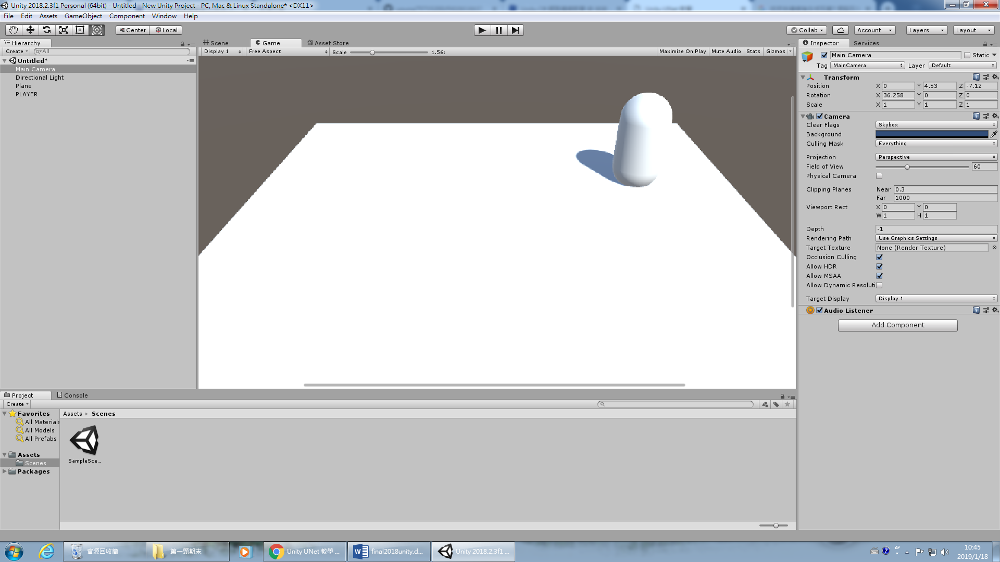 Unity 2018.2.3f1 Personal (64bit) - Untitled - New Unity Project - PC, Mac & Linux Standalone* <DX11>
File Edit Assets GameObject Component Window Help
Center Local
Collab Account Layers Layout
Hierarchy
Create All
Untitled*
Main Camera
Directional Light
Plane
PLAYER
Scene Game Asset Store
Display 1 Free Aspect Scale 1.56: Maximize On Play Mute Audio Stats Gizmos
Inspector Services
Main Camera Static
Tag MainCamera Layer Default
Transform
Position X 0 Y 4.53 Z -7.12
Rotation X 36.258 Y 0 Z 0
Scale X 1 Y 1 Z 1
Camera
Clear Flags Skybox
Background
Culling Mask Everything
Projection Perspective
Field of View 60
Physical Camera
Clipping Planes Near 0.3
Far 1000
Viewport Rect X 0 Y 0
W 1 H 1
Depth -1
Rendering Path Use Graphics Settings
Target Texture None (Render Texture)
Occlusion Culling
Allow HDR
Allow MSAA
Allow Dynamic Resoluti
Target Display Display 1
Audio Listener
Add Component
Project Console
Create
Favorites
All Materials
All Models
All Prefabs
Assets
Scenes
Packages
Assets Scenes
SampleSce...
資源回收筒
第一題期末
Unity UNet 教學 ...
final2018unity.d...
Unity 2018.2.3f1 ...
10:45
2019/1/18